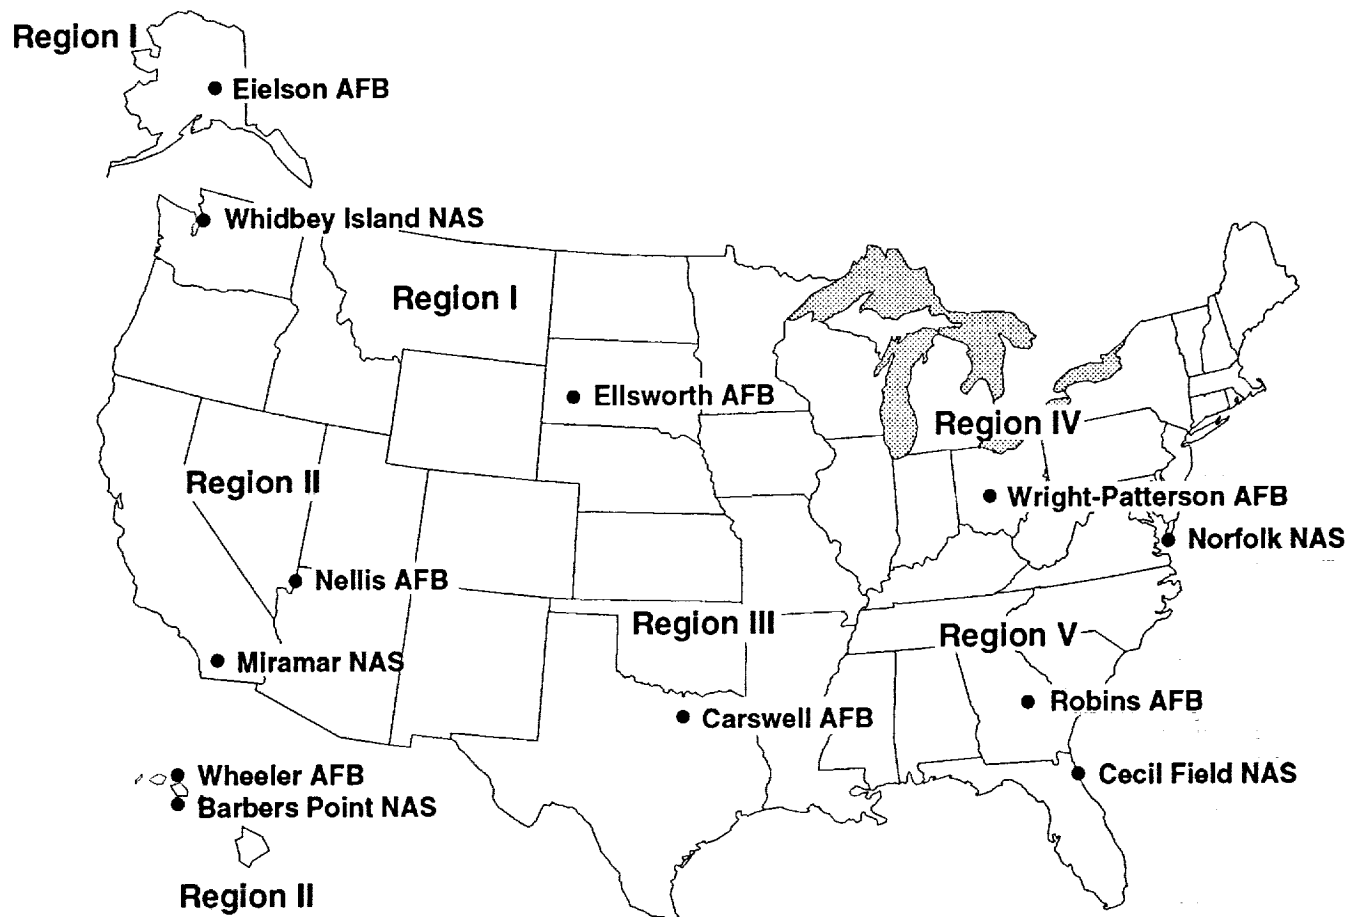 Region I
Eielson AFB
Whidbey Island NAS
Region I
Ellsworth AFB
Region IV
Region II
Wright-Patterson AFB
Norfolk NAS
Nellis AFB
Region III
Region V
Miramar NAS
Robins AFB
Carswell AFB
Wheeler AFB
Cecil Field NAS
Barbers Point NAS
Region II